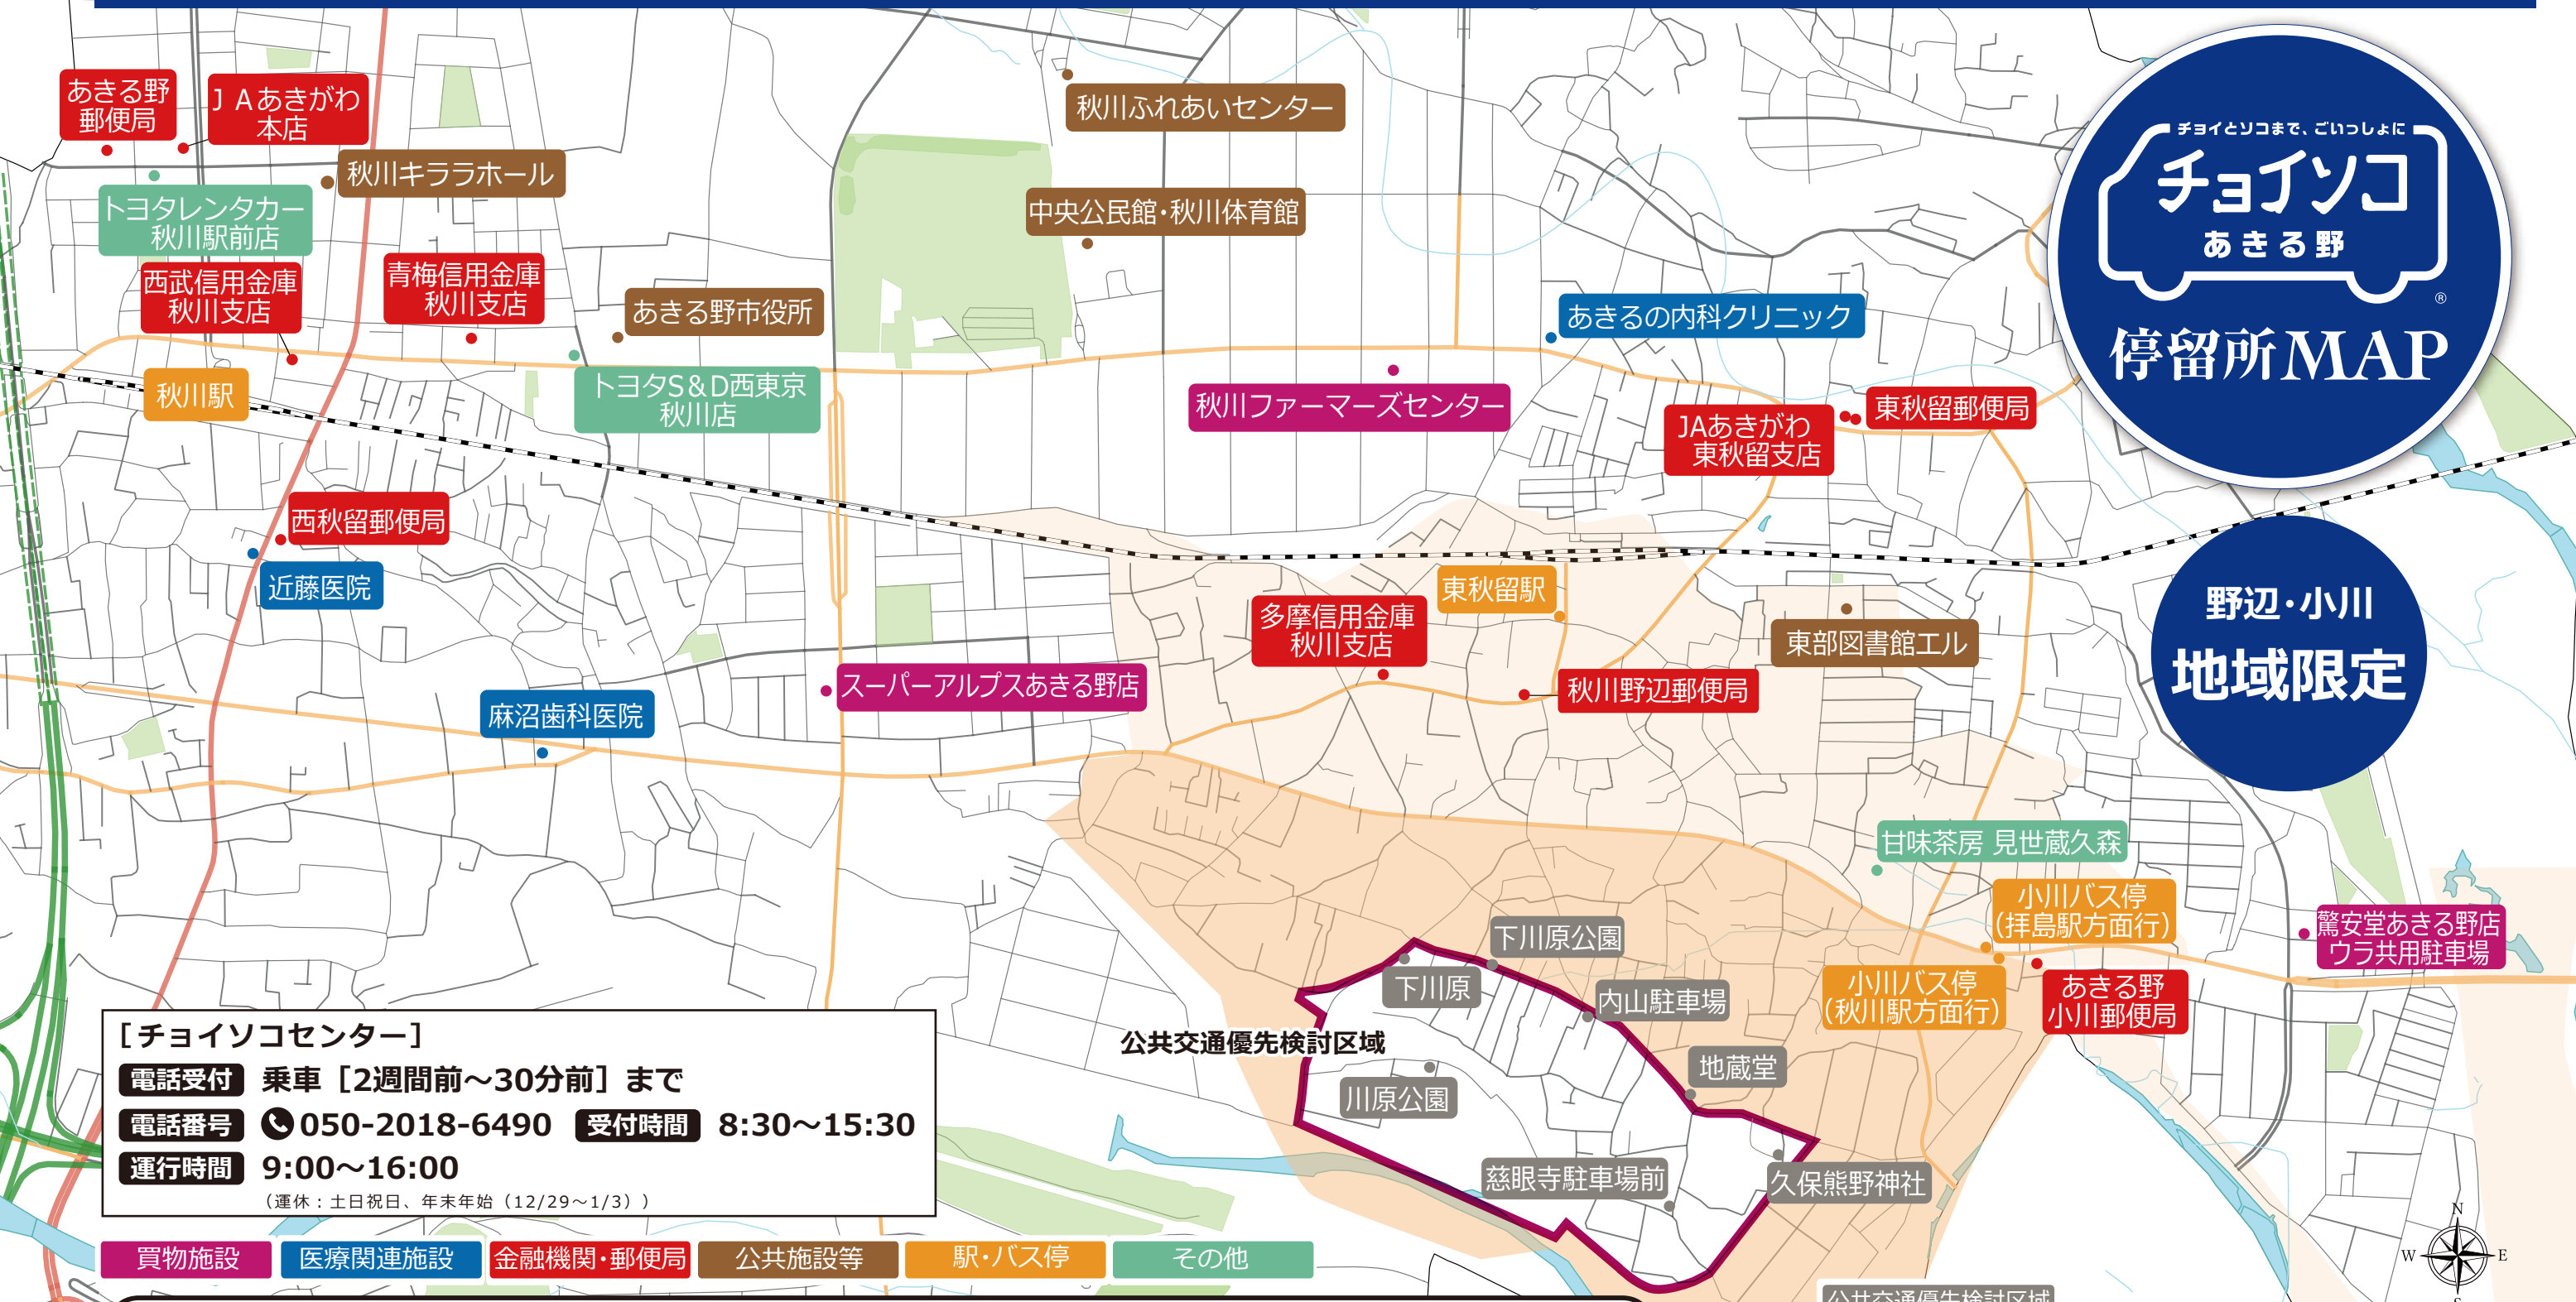 あきる野
郵便局
ＪＡあきがわ
本店
秋川ふれあいセンター
チョイとソコまで、ごいっしょに
チョイソコ
あきる野
®
停留所MAP
秋川キララホール
トヨタレンタカー
秋川駅前店
中央公民館・秋川体育館
西武信用金庫
秋川支店
青梅信用金庫
秋川支店
あきる野市役所
あきるの内科クリニック
秋川駅
トヨタS&D西東京
秋川店
秋川ファーマーズセンター
JAあきがわ
東秋留支店
東秋留郵便局
西秋留郵便局
近藤医院
東秋留駅
多摩信用金庫
秋川支店
東部図書館エル
野辺・小川
地域限定
スーパーアルプスあきる野店
秋川野辺郵便局
麻沼歯科医院
甘味茶房 見世蔵久森
小川バス停
(拝島駅方面行)
驚安堂あきる野店
ウラ共用駐車場
下川原公園
下川原
内山駐車場
小川バス停
(秋川駅方面行)
あきる野
小川郵便局
公共交通優先検討区域
地蔵堂
川原公園
慈眼寺駐車場前
久保熊野神社
［チョイソコセンター］
電話受付 乗車［2週間前～30分前］まで
電話番号 050-2018-6490 受付時間 8:30～15:30
運行時間 9:00～16:00
（運休：土日祝日、年末年始（12/29～1/3））
買物施設 医療関連施設 金融機関・郵便局 公共施設等 駅・バス停 その他
N
W E
S
公共交通優先検討区域